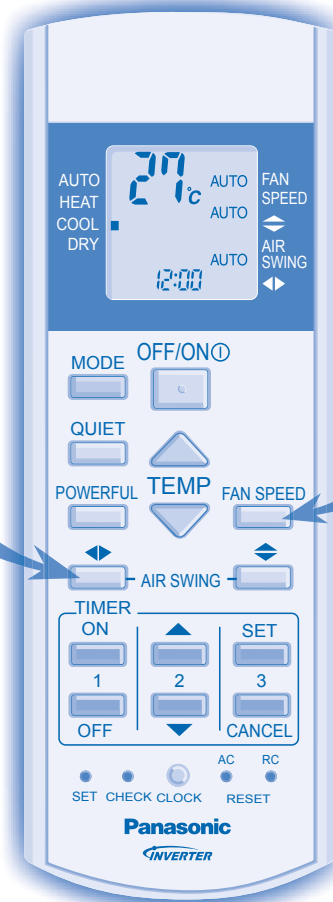 AUTO
HEAT
COOL
DRY
27°C
AUTO
AUTO
AUTO
12:00
FAN
SPEED
AIR
SWING
MODE
OFF/ON
QUIET
POWERFUL
TEMP
FAN SPEED
AIR SWING
TIMER
ON
SET
1
2
3
OFF
CANCEL
AC
RC
SET
CHECK
CLOCK
RESET
Panasonic
INVERTER